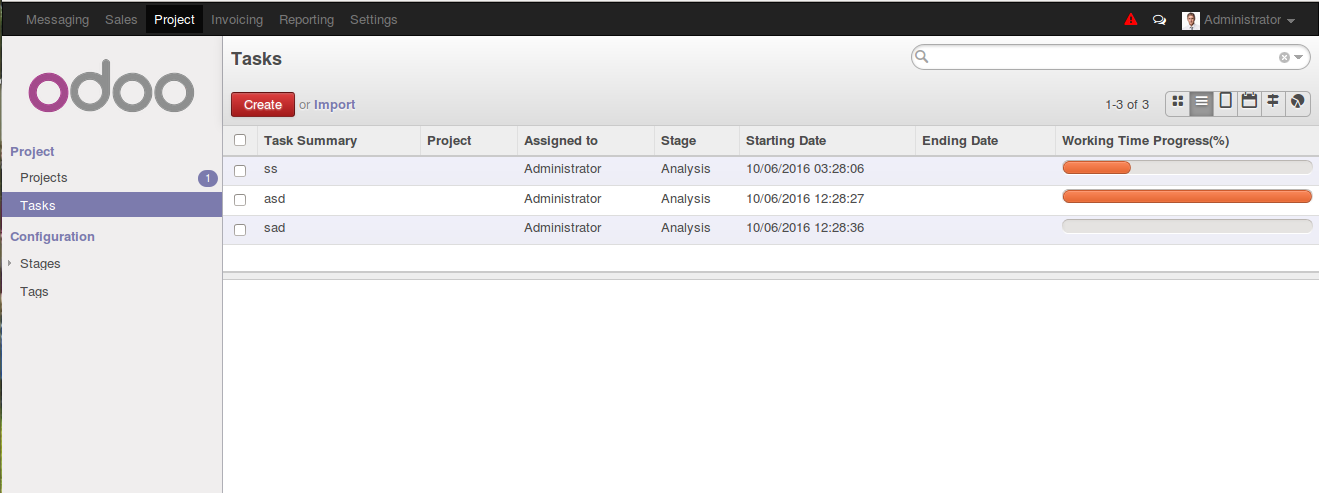 Messaging Sales Project Invoicing Reporting Settings Administrator
odoo
Tasks
Create or Import 1-3 of 3
Project
Projects 1
Tasks
Configuration
Stages
Tags
Task Summary Project Assigned to Stage Starting Date Ending Date Working Time Progress(%)
ss Administrator Analysis 10/06/2016 03:28:06
asd Administrator Analysis 10/06/2016 12:28:27
sad Administrator Analysis 10/06/2016 12:28:36